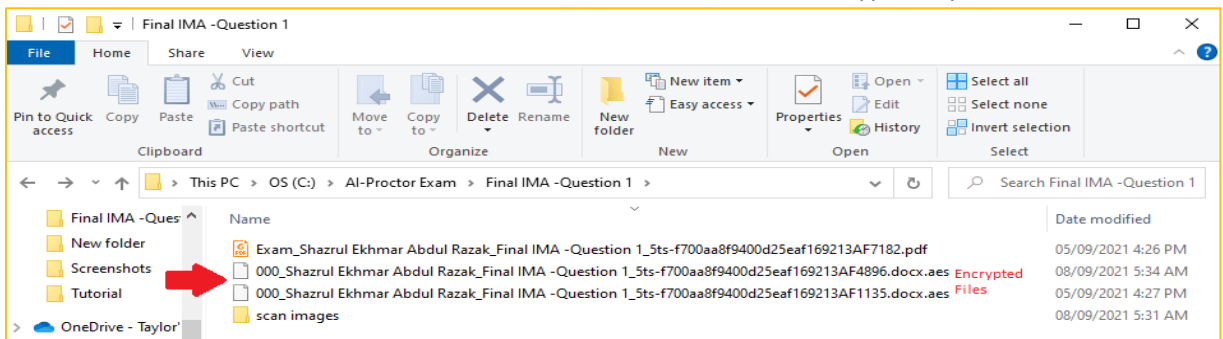 Final IMA -Question 1
File Home Share View
Pin to Quick access
Copy
Paste
Cut
Copy path
Paste shortcut
Clipboard
Move to
Copy to
Delete
Rename
Organize
New folder
New item
Easy access
New
Properties
Open
Edit
History
Open
Select all
Select none
Invert selection
Select
This PC > OS (C:) > AI-Proctor Exam > Final IMA -Question 1 >
Search Final IMA -Question 1
Final IMA -Ques
New folder
Screenshots
Tutorial
OneDrive - Taylor'
Name Date modified
Exam_Shazrul Ekhmar Abdul Razak_Final IMA -Question 1_5ts-f700aa8f9400d25eaf169213AF7182.pdf 05/09/2021 4:26 PM
000_Shazrul Ekhmar Abdul Razak_Final IMA -Question 1_5ts-f700aa8f9400d25eaf169213AF4896.docx.aes 08/09/2021 5:34 AM
000_Shazrul Ekhmar Abdul Razak_Final IMA -Question 1_5ts-f700aa8f9400d25eaf169213AF1135.docx.aes 05/09/2021 4:27 PM
scan images 08/09/2021 5:31 AM
Encrypted
Files